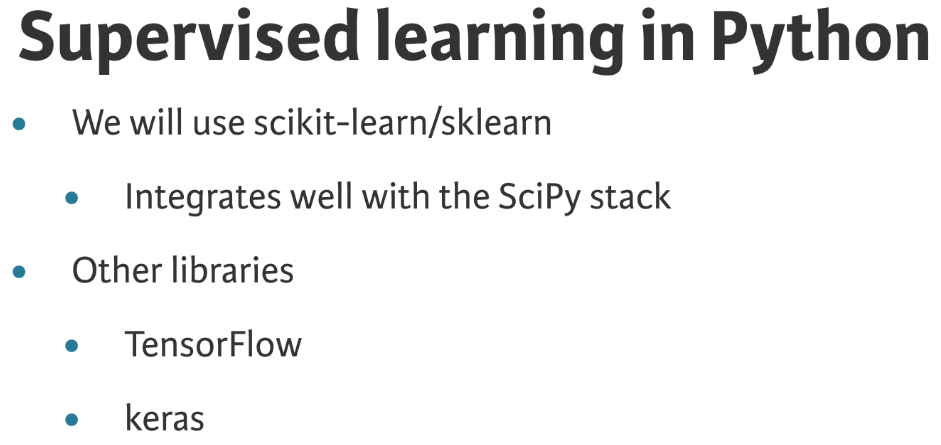 Supervised learning in Python
• We will use scikit-learn/sklearn
• Integrates well with the SciPy stack
• Other libraries
• TensorFlow
• keras